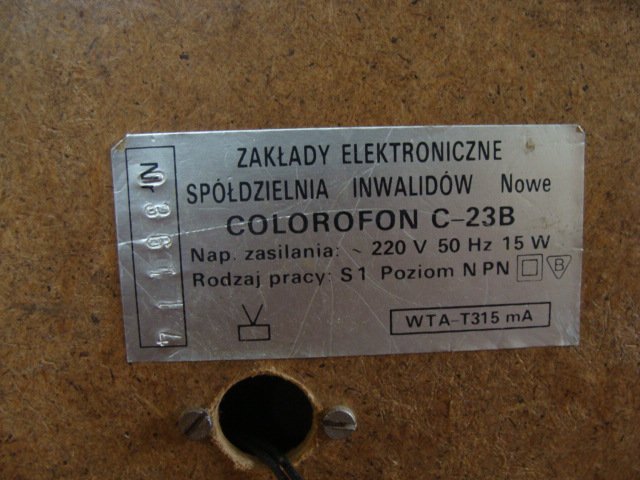 ZAKŁADY ELEKTRONICZNE
SPÓŁDZIELNIA INWALIDÓW Nowe
COLOROFON C–23B
Nap. zasilania: ~ 220 V 50 Hz 15 W
Rodzaj pracy: S1 Poziom N PN B
WTA–T315 mA
Nr